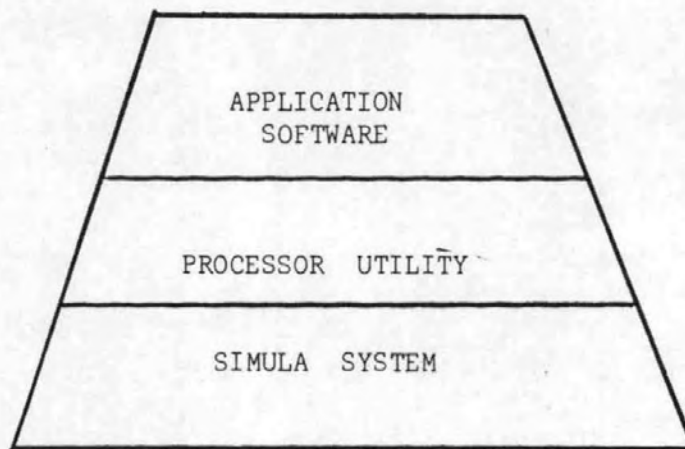 APPLICATION
SOFTWARE
PROCESSOR UTILITY
SIMULA SYSTEM